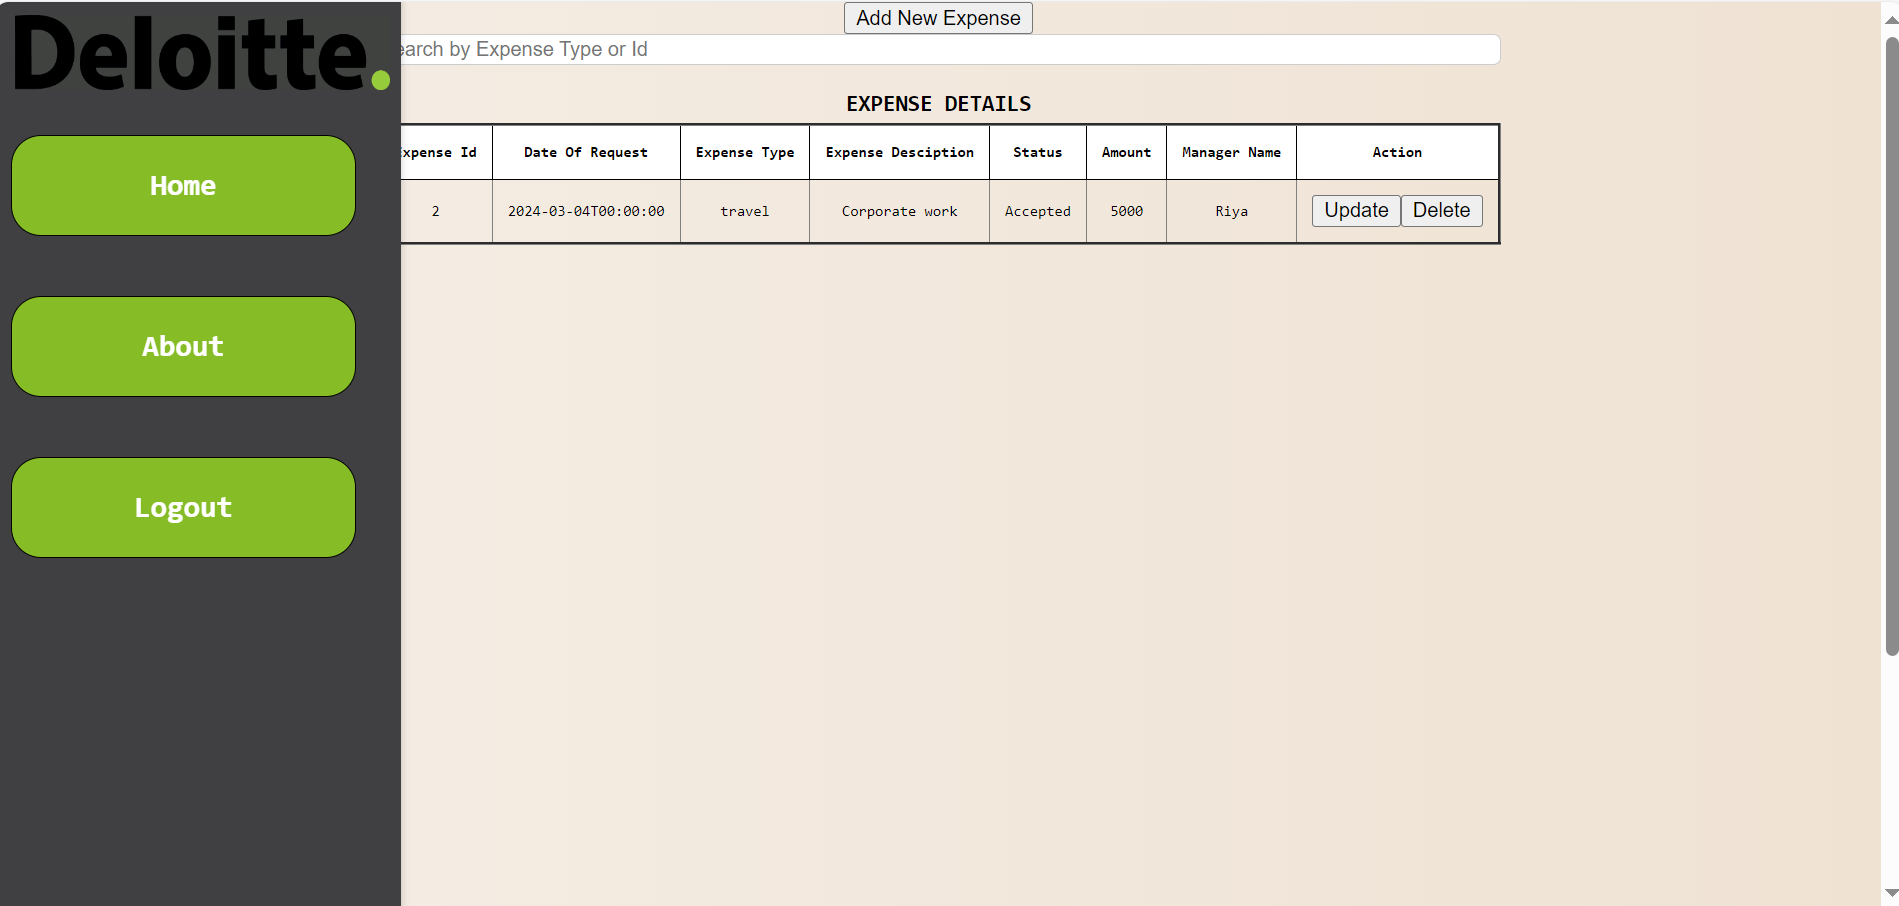 Deloitte.
Home
About
Logout
Add New Expense
earch by Expense Type or Id
EXPENSE DETAILS
xpense Id Date Of Request Expense Type Expense Desciption Status Amount Manager Name Action
2 2024-03-04T00:00:00 travel Corporate work Accepted 5000 Riya Update Delete